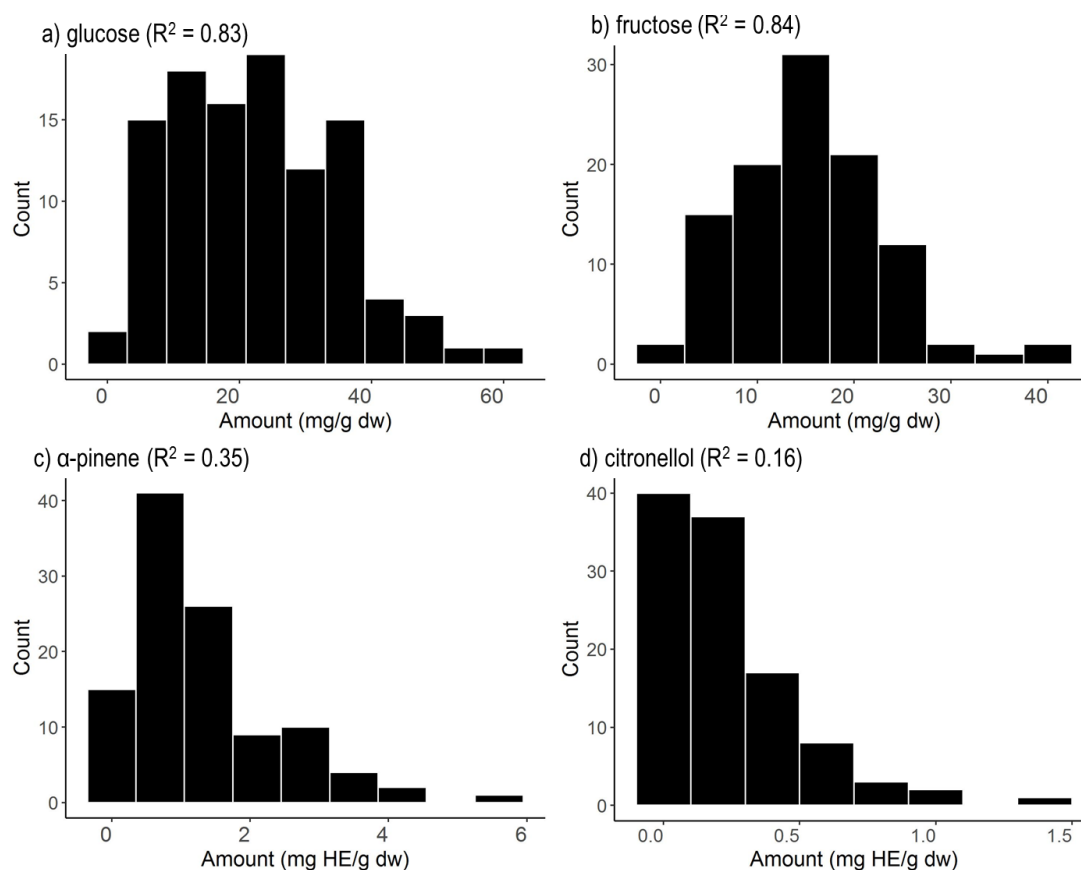 a) glucose (R² = 0.83)
15
10
5
0
Count
0 20 40 60
Amount (mg/g dw)
b) fructose (R² = 0.84)
30
20
10
0
Count
0 10 20 30 40
Amount (mg/g dw)
c) α-pinene (R² = 0.35)
40
30
20
10
0
Count
0 2 4 6
Amount (mg HE/g dw)
d) citronellol (R² = 0.16)
40
30
20
10
0
Count
0.0 0.5 1.0 1.5
Amount (mg HE/g dw)